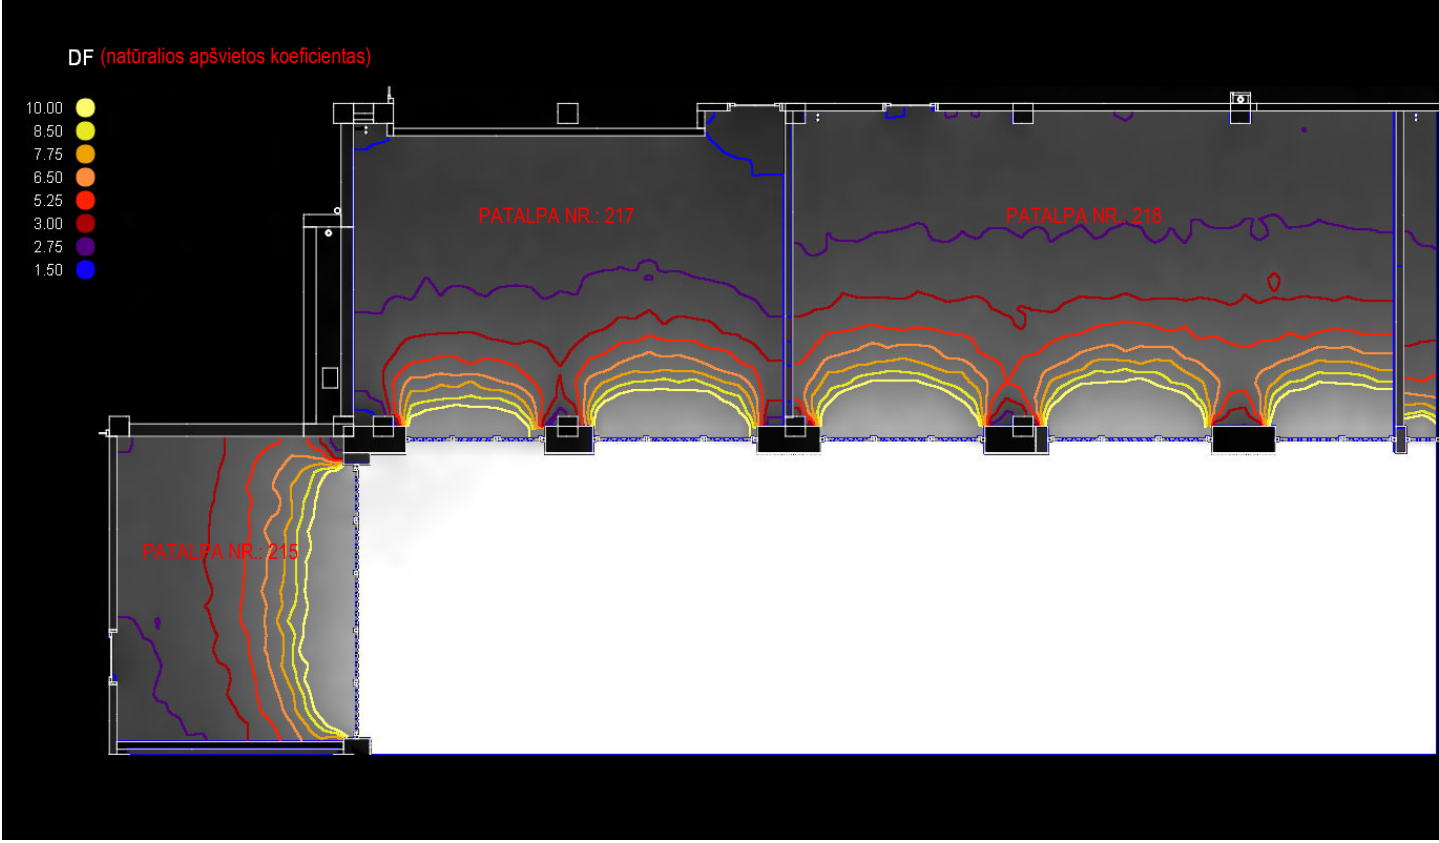 DF (natūralios apšvietos koeficientas)
10.00
8.50
7.75
6.50
5.25
3.00
2.75
1.50
PATALPA NR.: 217
PATALPA NR.: 218
PATALPA NR.: 215